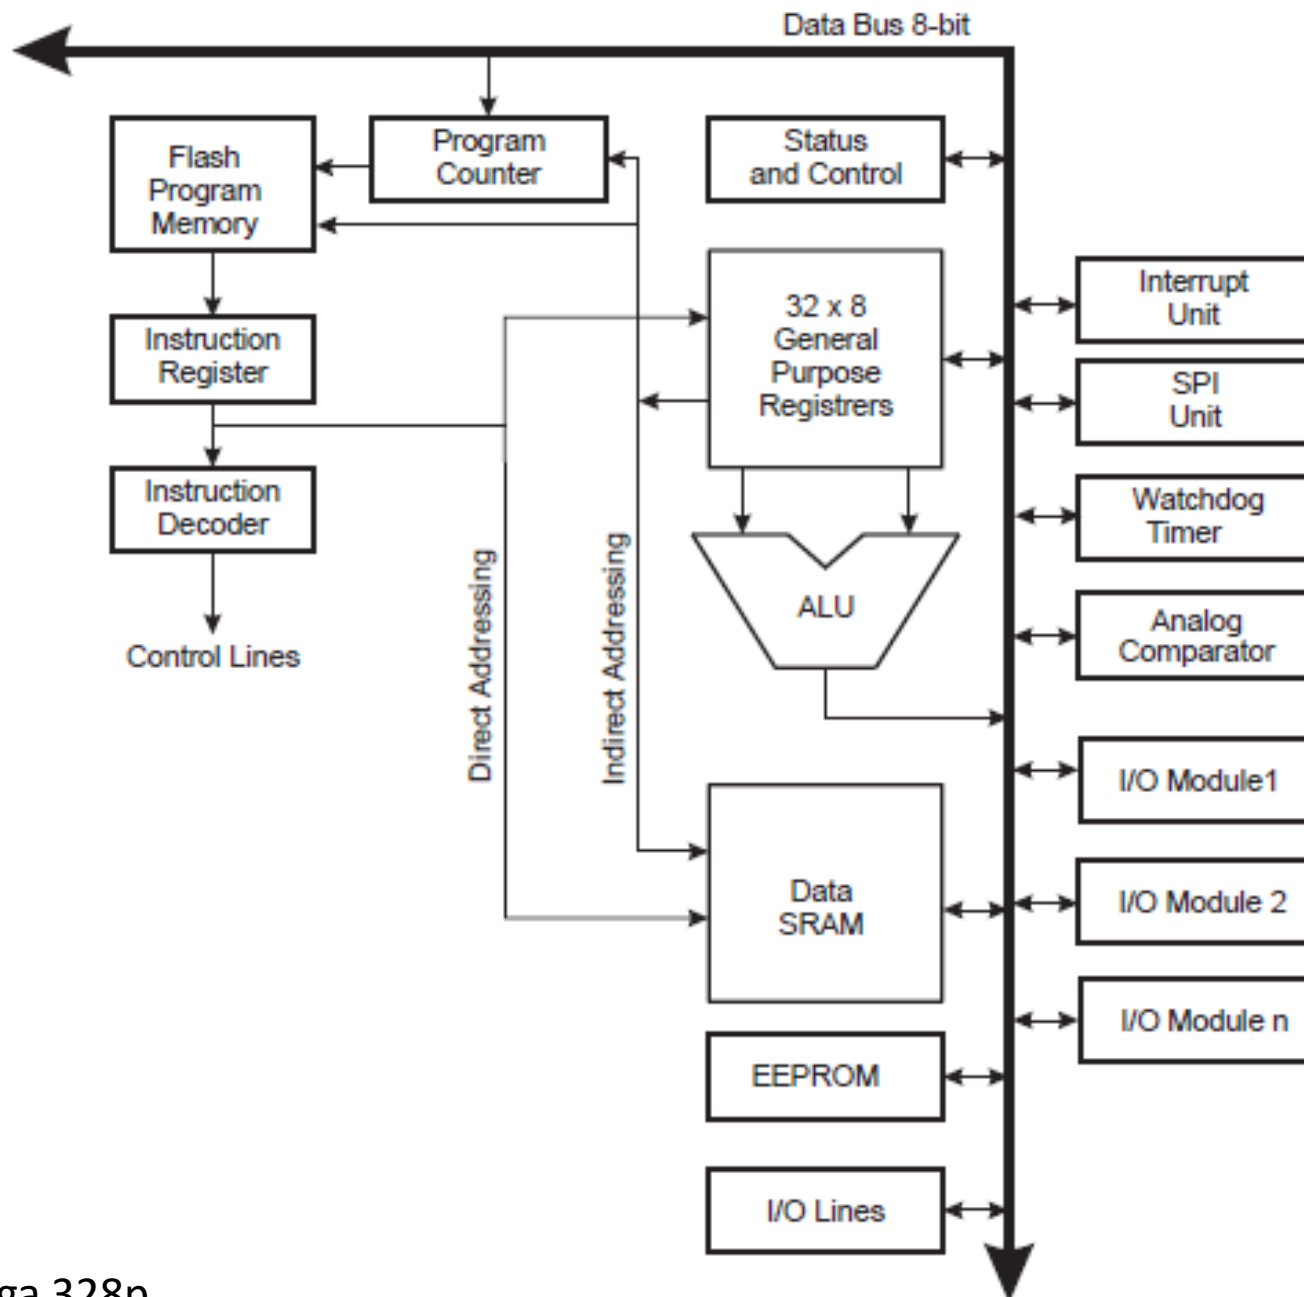 Data Bus 8-bit
Flash
Program
Memory
Program
Counter
Status
and Control
32 x 8
General
Purpose
Registrers
Interrupt
Unit
Instruction
Register
SPI
Unit
Instruction
Decoder
Watchdog
Timer
Control Lines
Direct Addressing
Indirect Addressing
ALU
Analog
Comparator
I/O Module1
Data
SRAM
I/O Module 2
I/O Module n
EEPROM
I/O Lines
ga 328p